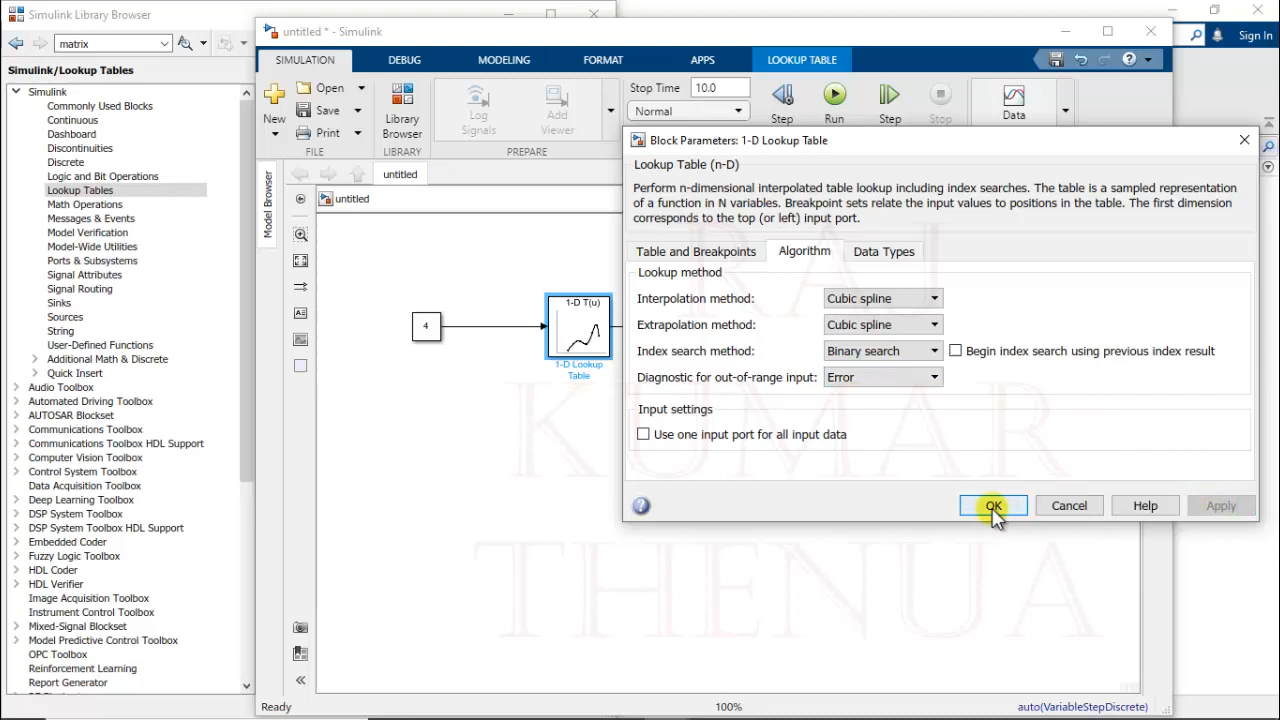 Simulink Library Browser
matrix
Simulink/Lookup Tables
Simulink
Commonly Used Blocks
Continuous
Dashboard
Discontinuities
Discrete
Logic and Bit Operations
Lookup Tables
Math Operations
Messages & Events
Model Verification
Model-Wide Utilities
Ports & Subsystems
Signal Attributes
Signal Routing
Sinks
Sources
String
User-Defined Functions
Additional Math & Discrete
Quick Insert
Audio Toolbox
Automated Driving Toolbox
AUTOSAR Blockset
Communications Toolbox
Communications Toolbox HDL Support
Computer Vision Toolbox
Control System Toolbox
Data Acquisition Toolbox
Deep Learning Toolbox
DSP System Toolbox
DSP System Toolbox HDL Support
Embedded Coder
Fuzzy Logic Toolbox
HDL Coder
HDL Verifier
Image Acquisition Toolbox
Instrument Control Toolbox
Mixed-Signal Blockset
Model Predictive Control Toolbox
OPC Toolbox
Reinforcement Learning
Report Generator
untitled * - Simulink
Sign In
SIMULATION DEBUG MODELING FORMAT APPS LOOKUP TABLE
New
Open
Save
Print
FILE
Library
Browser
LIBRARY
Log
Signals
Add
Viewer
PREPARE
Stop Time 10.0
Normal
Step
Run
Step
Stop
Data
Model Browser
untitled
untitled
4
1-D T(u)
1-D Lookup
Table
Block Parameters: 1-D Lookup Table
Lookup Table (n-D)
Perform n-dimensional interpolated table lookup including index searches. The table is a sampled representation
of a function in N variables. Breakpoint sets relate the input values to positions in the table. The first dimension
corresponds to the top (or left) input port.
Table and Breakpoints Algorithm Data Types
Lookup method
Interpolation method: Cubic spline
Extrapolation method: Cubic spline
Index search method: Binary search Begin index search using previous index result
Diagnostic for out-of-range input: Error
Input settings
Use one input port for all input data
OK Cancel Help Apply
RAJ
KUMAR
THENUA
Ready
100%
auto(VariableStepDiscrete)